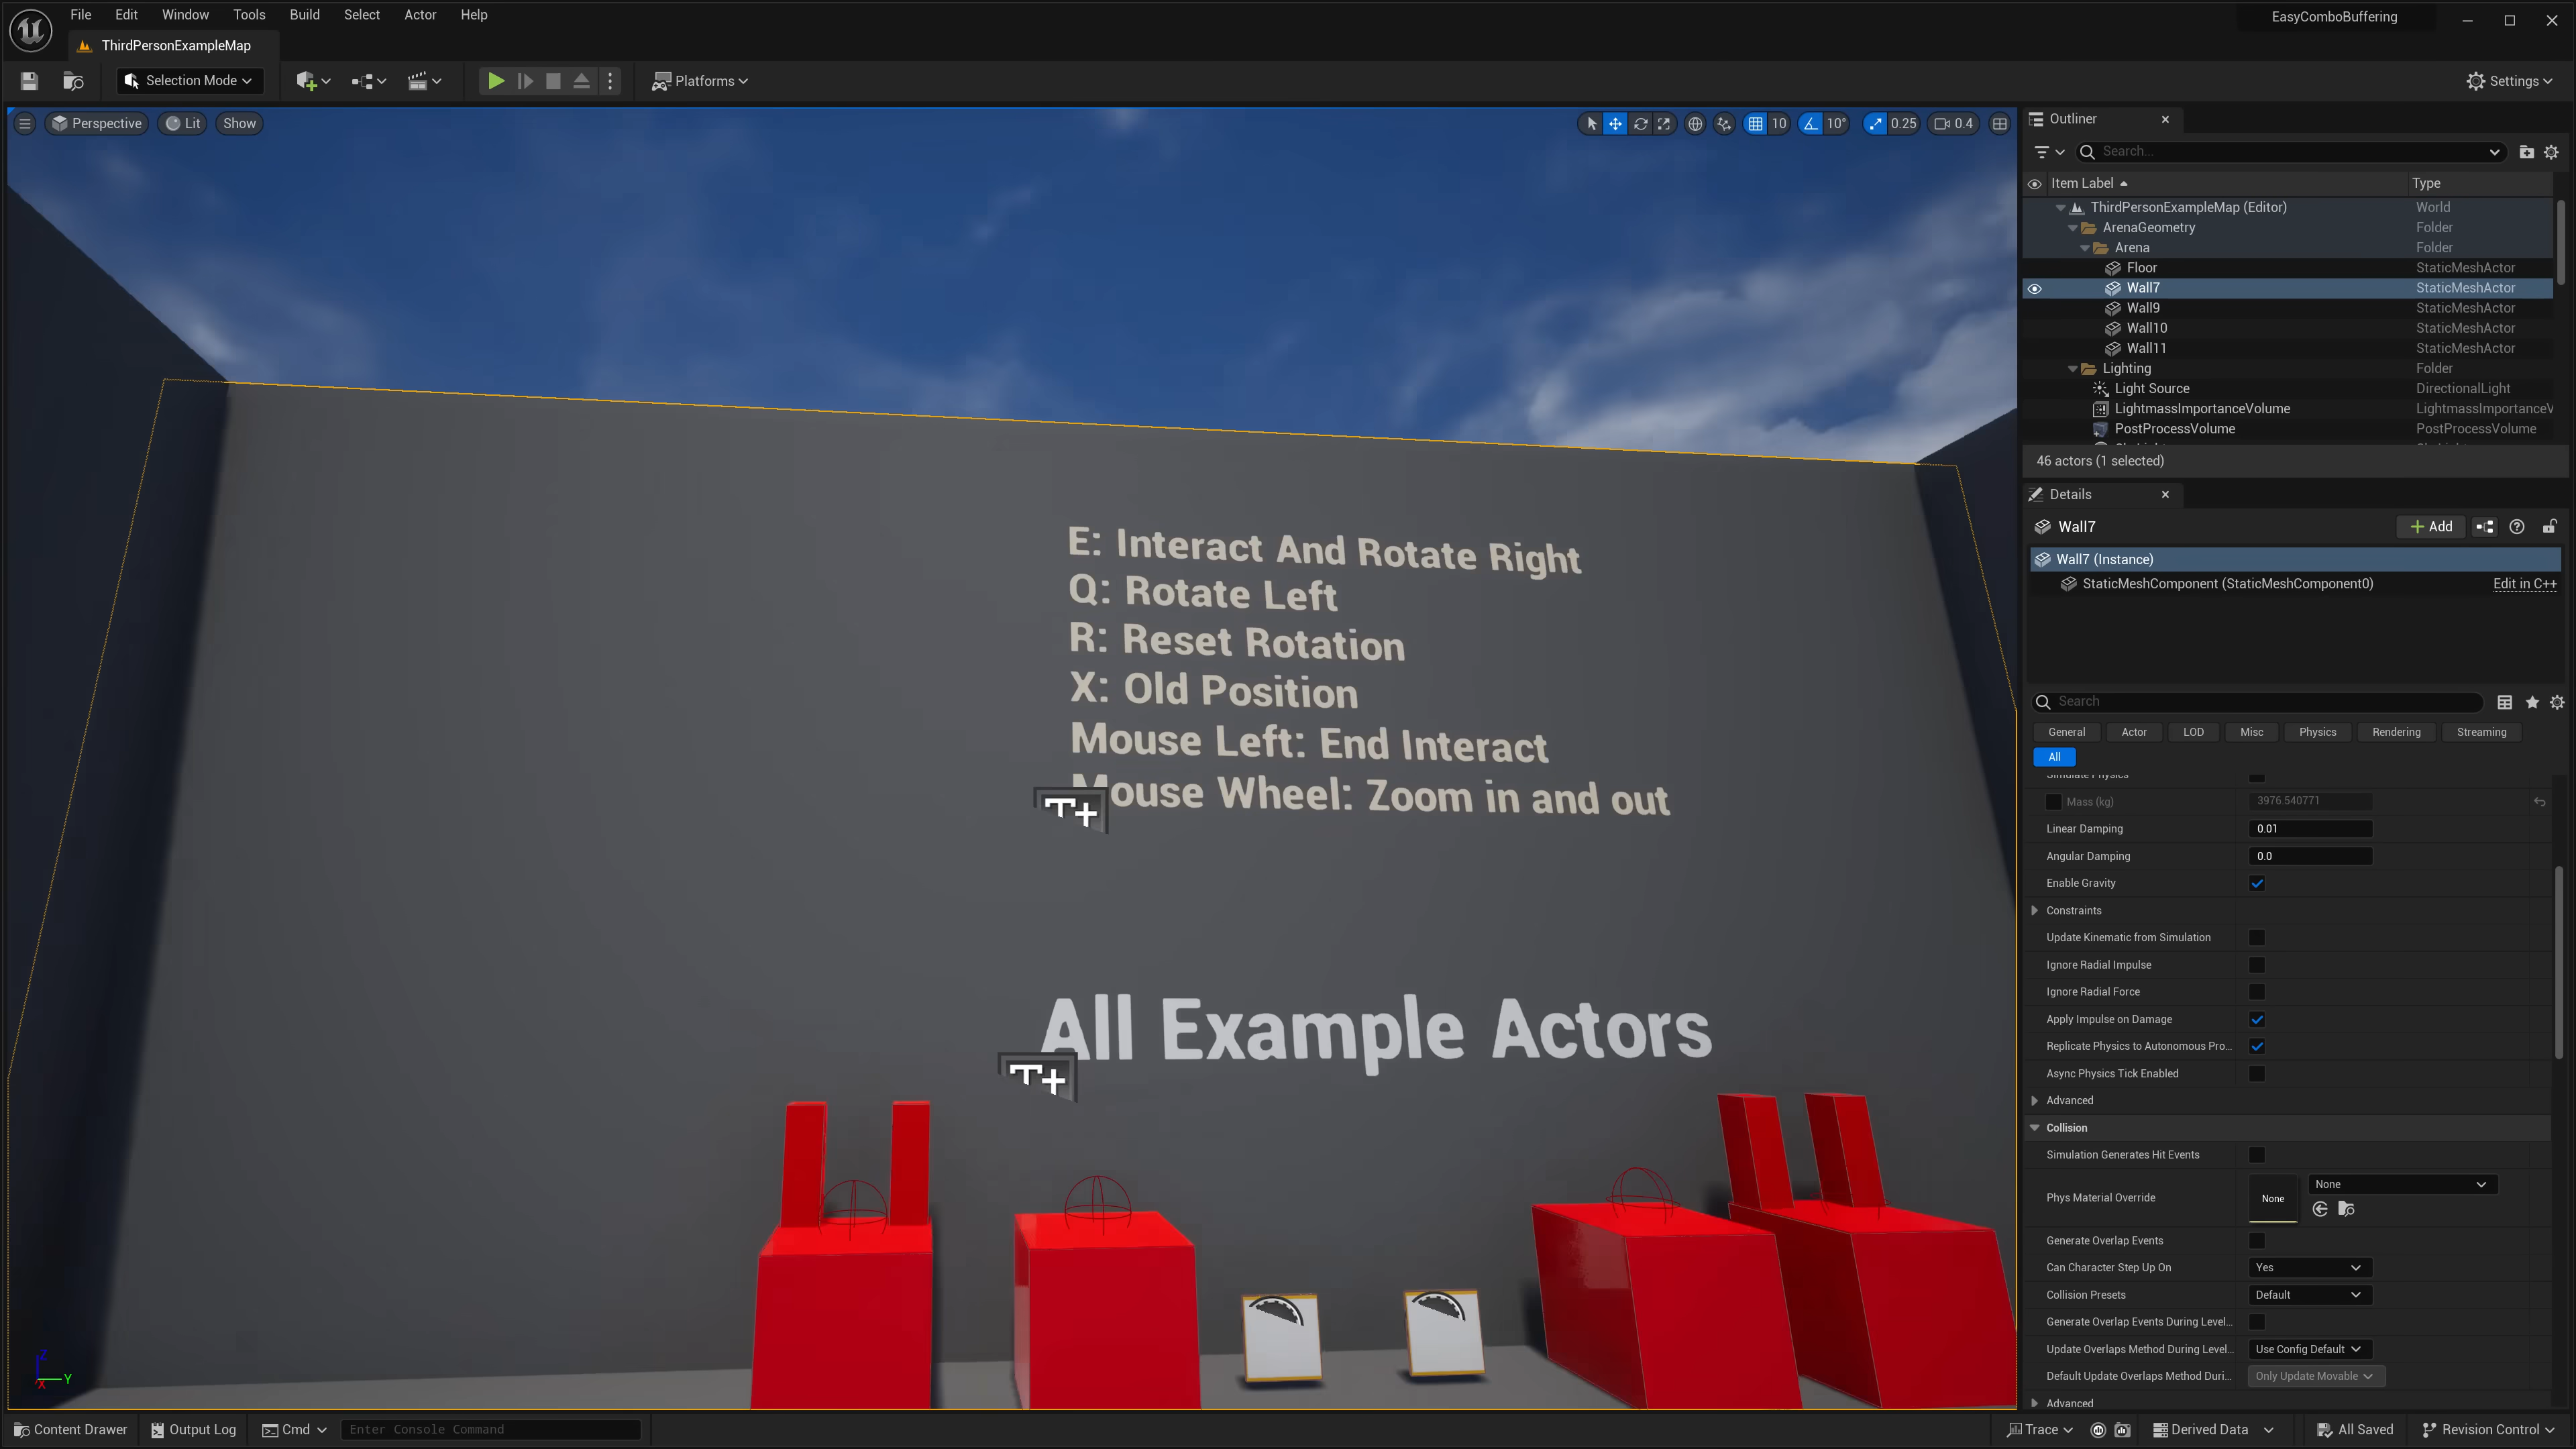 File Edit Window Tools Build Select Actor Help
EasyComboBuffering
ThirdPersonExampleMap
Selection Mode
Platforms
Settings
Perspective Lit Show
10 10° 0.25 0.4
E: Interact And Rotate Right
Q: Rotate Left
R: Reset Rotation
X: Old Position
Mouse Left: End Interact
Mouse Wheel: Zoom in and out
All Example Actors
Z
X Y
Outliner
Search...
Item Label Type
ThirdPersonExampleMap (Editor) World
ArenaGeometry Folder
Arena Folder
Floor StaticMeshActor
Wall7 StaticMeshActor
Wall9 StaticMeshActor
Wall10 StaticMeshActor
Wall11 StaticMeshActor
Lighting Folder
Light Source DirectionalLight
LightmassImportanceVolume LightmassImportanceV
PostProcessVolume PostProcessVolume
46 actors (1 selected)
Details
Wall7 Add
Wall7 (Instance)
StaticMeshComponent (StaticMeshComponent0) Edit in C++
Search
General Actor LOD Misc Physics Rendering Streaming
All
Simulate Physics
Mass (kg) 3976.540771
Linear Damping 0.01
Angular Damping 0.0
Enable Gravity
Constraints
Update Kinematic from Simulation
Ignore Radial Impulse
Ignore Radial Force
Apply Impulse on Damage
Replicate Physics to Autonomous Pro...
Async Physics Tick Enabled
Advanced
Collision
Simulation Generates Hit Events
Phys Material Override None None
Generate Overlap Events
Can Character Step Up On Yes
Collision Presets Default
Generate Overlap Events During Level...
Update Overlaps Method During Level... Use Config Default
Default Update Overlaps Method Duri... Only Update Movable
Advanced
Content Drawer Output Log Cmd Enter Console Command
Trace Derived Data All Saved Revision Control